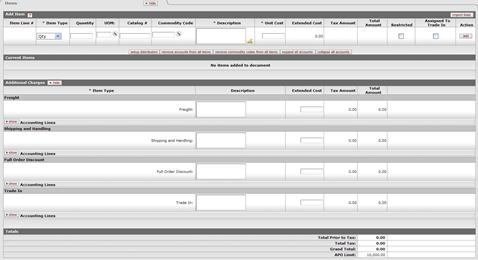 Items hide
Add Item hide import lines
Item Line # * Item Type Quantity UOM: Catalog # Commodity Code * Description * Unit Cost Extended Cost Tax Amount Total Amount Restricted Assigned To Trade In Action
Qty 0.00 add
setup distribution remove accounts from all items remove commodity codes from all items expand all accounts collapse all accounts
Current Items
No items added to document
Additional Charges hide
* Item Type Description Extended Cost Tax Amount Total Amount
Freight
Freight: 0.00 0.00
show Accounting Lines
Shipping and Handling
Shipping and Handling: 0.00 0.00
show Accounting Lines
Full Order Discount
Full Order Discount: 0.00 0.00
show Accounting Lines
Trade In
Trade In: 0.00 0.00
show Accounting Lines
Totals
Total Prior to Tax: 0.00
Total Tax: 0.00
Grand Total: 0.00
APO Limit: 10,000.00